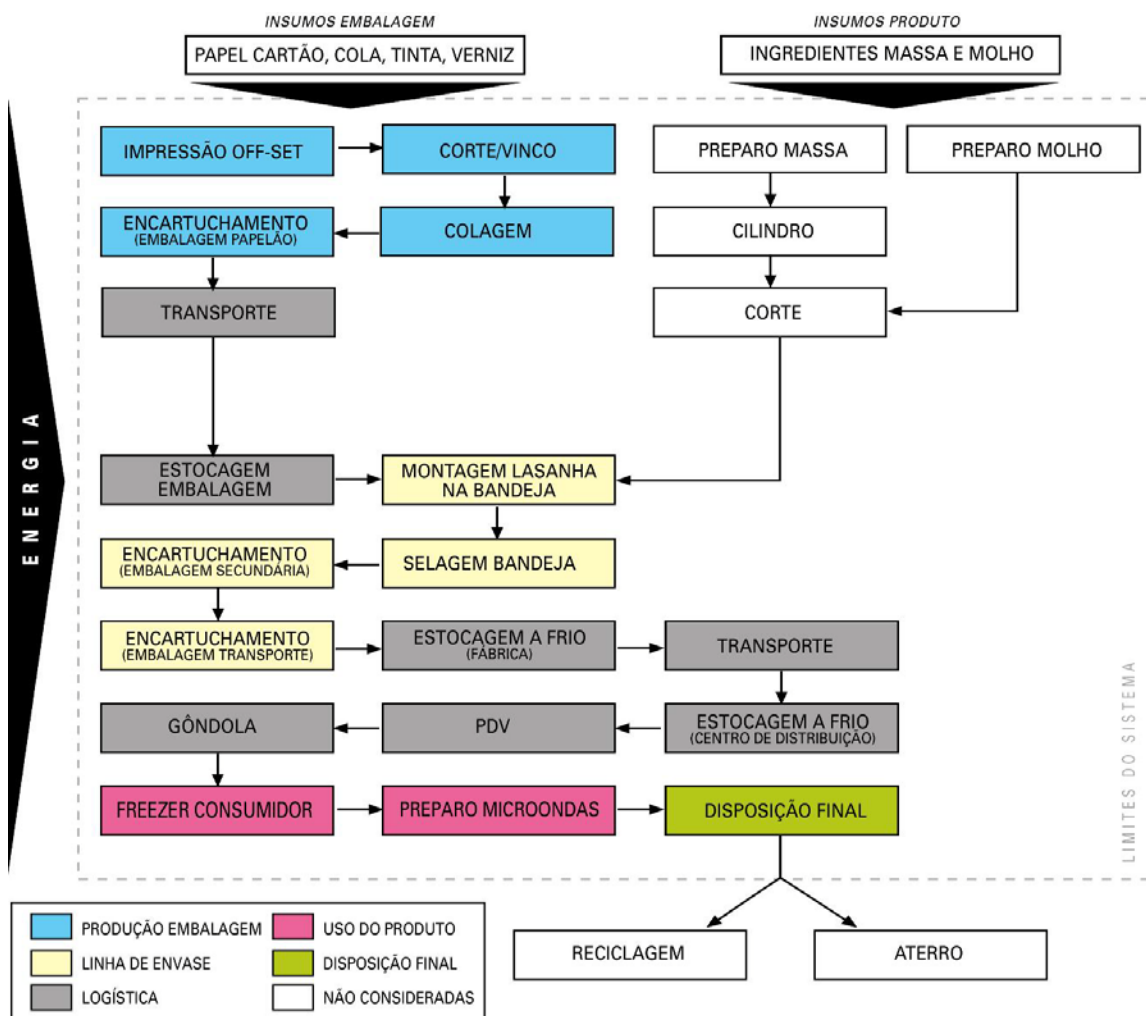 INSUMOS EMBALAGEM
PAPEL CARTÃO, COLA, TINTA, VERNIZ
INSUMOS PRODUTO
INGREDIENTES MASSA E MOLHO
ENERGIA
IMPRESSÃO OFF-SET
CORTE/VINCO
PREPARO MASSA
PREPARO MOLHO
ENCARTUCHAMENTO
(EMBALAGEM PAPELÃO)
COLAGEM
CILINDRO
TRANSPORTE
CORTE
ESTOCAGEM
EMBALAGEM
MONTAGEM LASANHA
NA BANDEJA
ENCARTUCHAMENTO
(EMBALAGEM SECUNDÁRIA)
SELAGEM BANDEJA
ENCARTUCHAMENTO
(EMBALAGEM TRANSPORTE)
ESTOCAGEM A FRIO
(FÁBRICA)
TRANSPORTE
GÔNDOLA
PDV
ESTOCAGEM A FRIO
(CENTRO DE DISTRIBUIÇÃO)
FREEZER CONSUMIDOR
PREPARO MICROONDAS
DISPOSIÇÃO FINAL
LIMITES DO SISTEMA
RECICLAGEM
ATERRO
PRODUÇÃO EMBALAGEM
USO DO PRODUTO
LINHA DE ENVASE
DISPOSIÇÃO FINAL
LOGÍSTICA
NÃO CONSIDERADAS